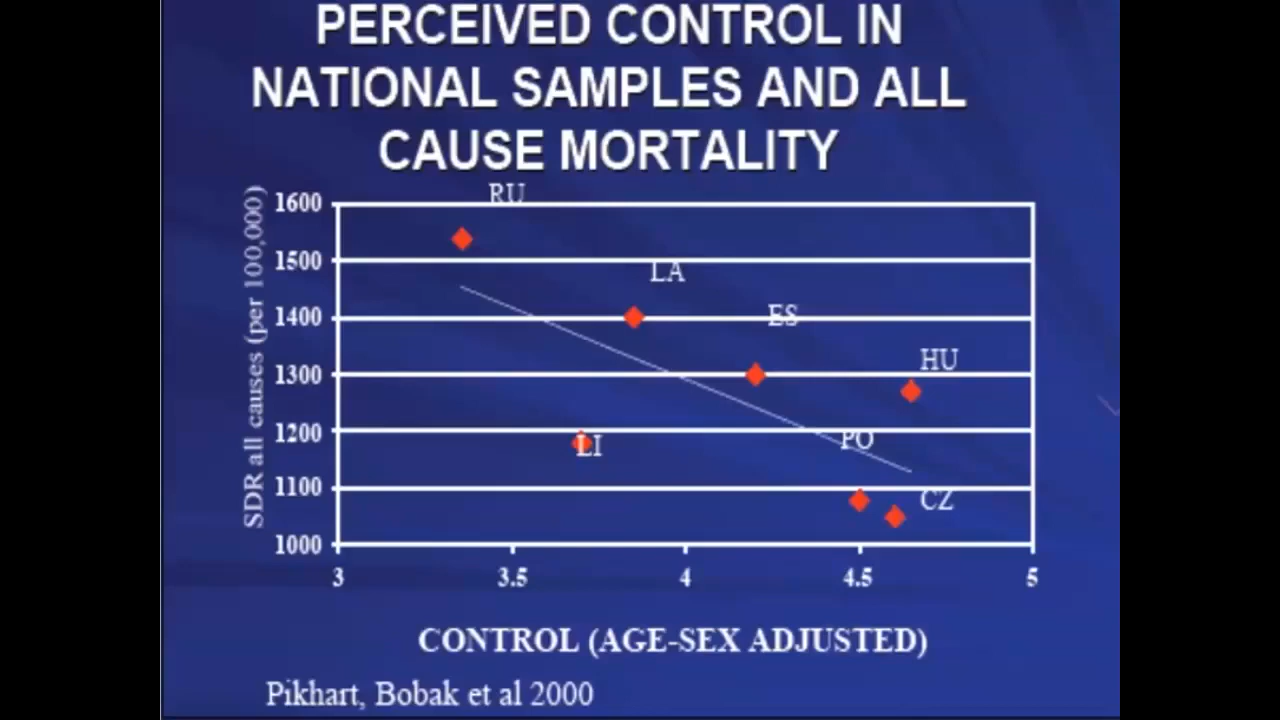 PERCEIVED CONTROL IN
NATIONAL SAMPLES AND ALL
CAUSE MORTALITY
SDR all causes (per 100,000)
1600
1500
1400
1300
1200
1100
1000
RU
LA
ES
HU
LI
PO
CZ
3 3.5 4 4.5 5
CONTROL (AGE-SEX ADJUSTED)
Pikhart, Bobak et al 2000